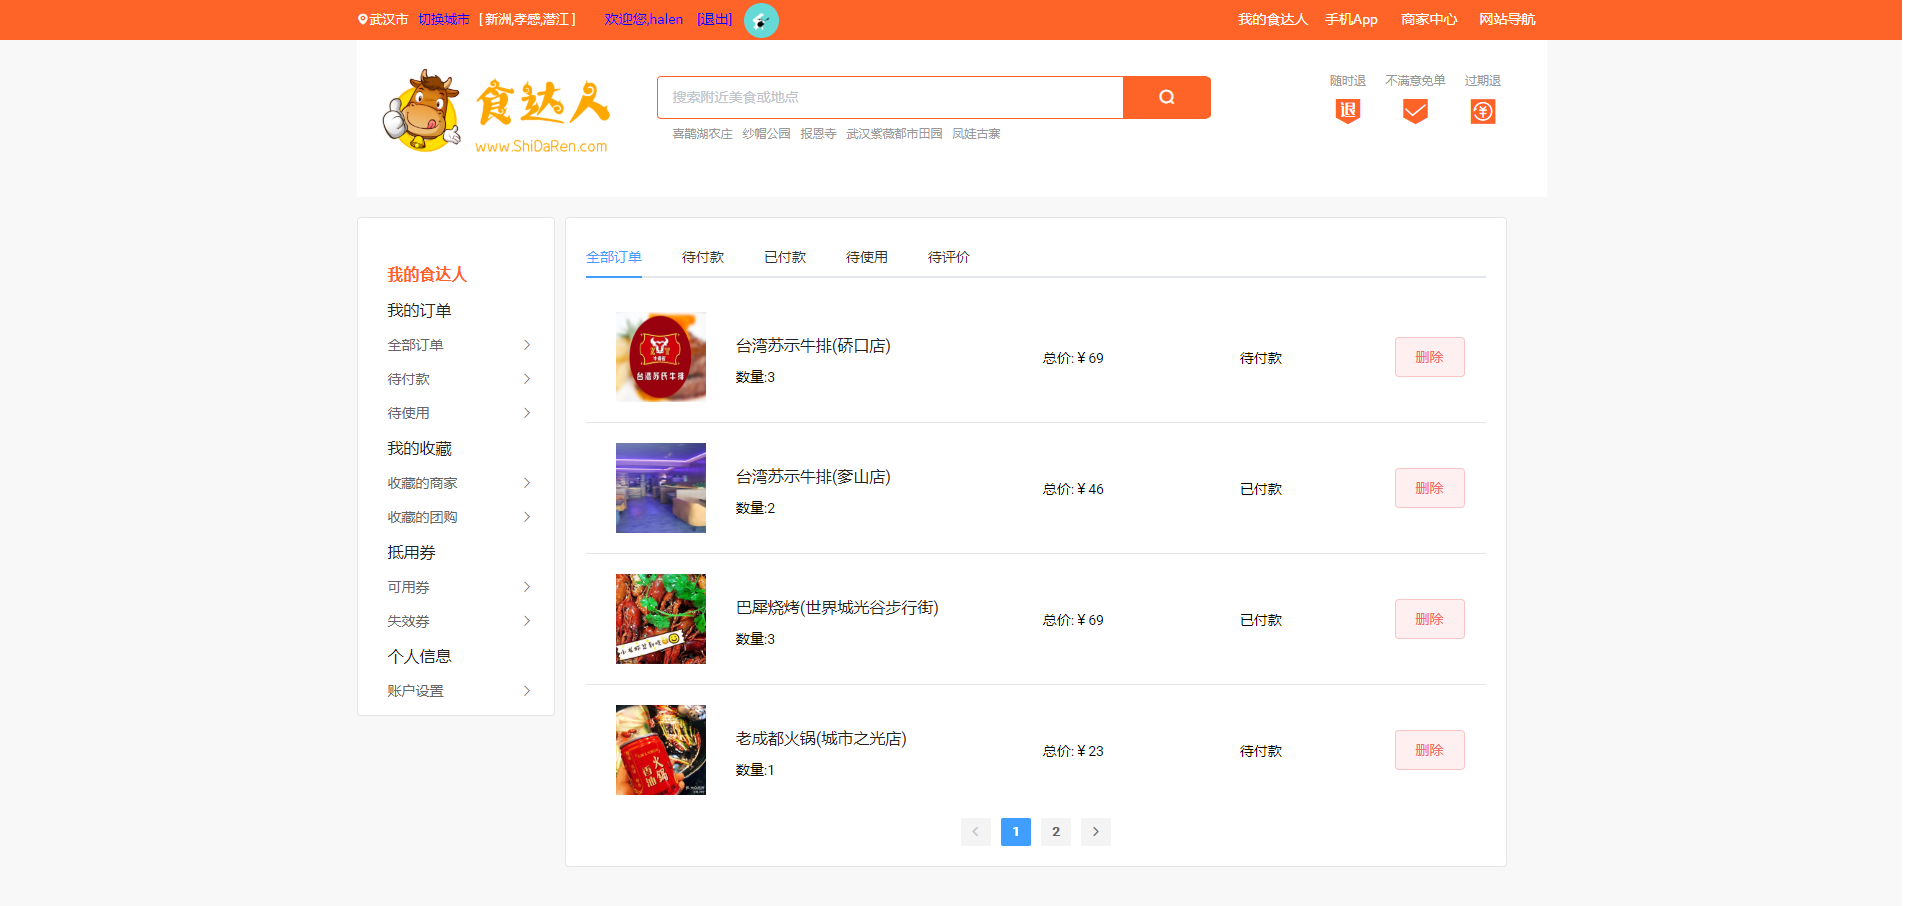 武汉市 切换城市 [ 新洲,孝感,潜江 ] 欢迎您,halen [退出] 我的食达人 手机App 商家中心 网站导航
食达人
www.ShiDaRen.com
搜索附近美食或地点
喜鹊湖农庄 纱帽公园 报恩寺 武汉紫薇都市田园 凤娃古寨
随时退 不满意免单 过期退
退
我的食达人
我的订单
全部订单
待付款
待使用
我的收藏
收藏的商家
收藏的团购
抵用券
可用券
失效券
个人信息
账户设置
全部订单 待付款 已付款 待使用 待评价
台湾苏氏牛排
台湾苏示牛排(硚口店)
数量:3
总价:¥ 69
待付款
删除
台湾苏示牛排(奓山店)
数量:2
总价:¥ 46
已付款
删除
巴犀烧烤(世界城光谷步行街)
数量:3
总价:¥ 69
已付款
删除
火锅
香油
老成都火锅(城市之光店)
数量:1
总价:¥ 23
待付款
删除
1 2